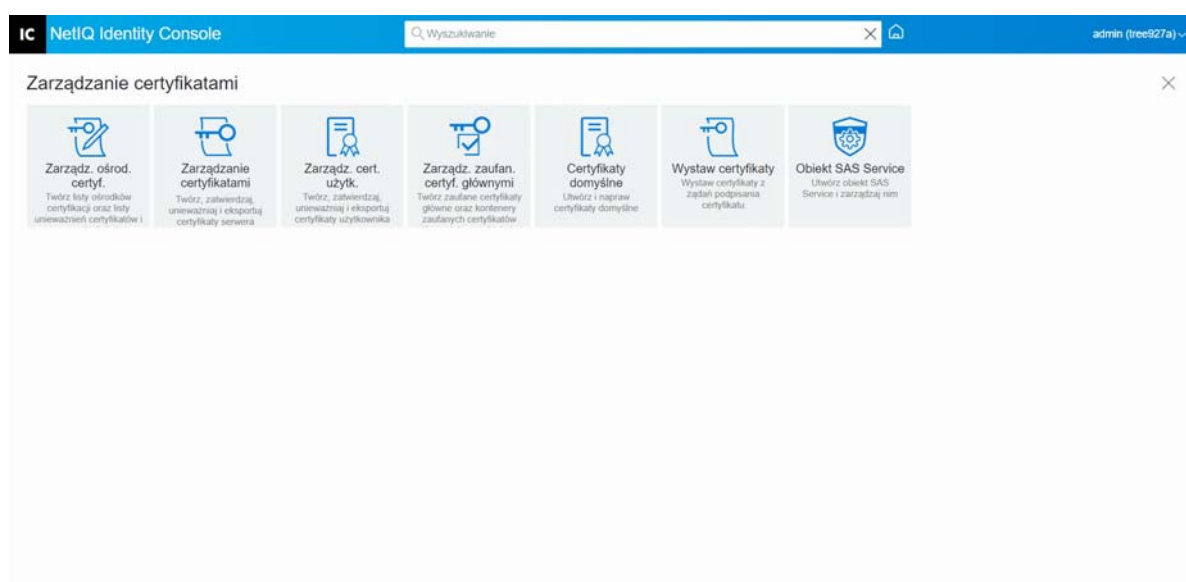 IC NetIQ Identity Console
Wyszukiwanie
admin (tree927a)
Zarządzanie certyfikatami
Zarządz. ośrod.
certyf.
Twórz listy ośrodków
certyfikacji oraz listy
unieważnień certyfikatów i
Zarządzanie
certyfikatami
Twórz, zatwierdzaj,
unieważniaj i eksportuj
certyfikaty serwera
Zarządz. cert.
użytk.
Twórz, zatwierdzaj,
unieważniaj i eksportuj
certyfikaty użytkownika
Zarządz. zaufan.
certyf. głównymi
Twórz zaufane certyfikaty
główne oraz kontenery
zaufanych certyfikatów
Certyfikaty
domyślne
Utwórz i napraw
certyfikaty domyślne
Wystaw certyfikaty
Wystaw certyfikaty z
żądań podpisania
certyfikatu
Obiekt SAS Service
Utwórz obiekt SAS
Service i zarządzaj nim